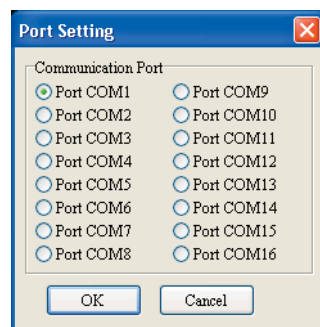 Port Setting
Communication Port
Port COM1
Port COM2
Port COM3
Port COM4
Port COM5
Port COM6
Port COM7
Port COM8
Port COM9
Port COM10
Port COM11
Port COM12
Port COM13
Port COM14
Port COM15
Port COM16
OK Cancel